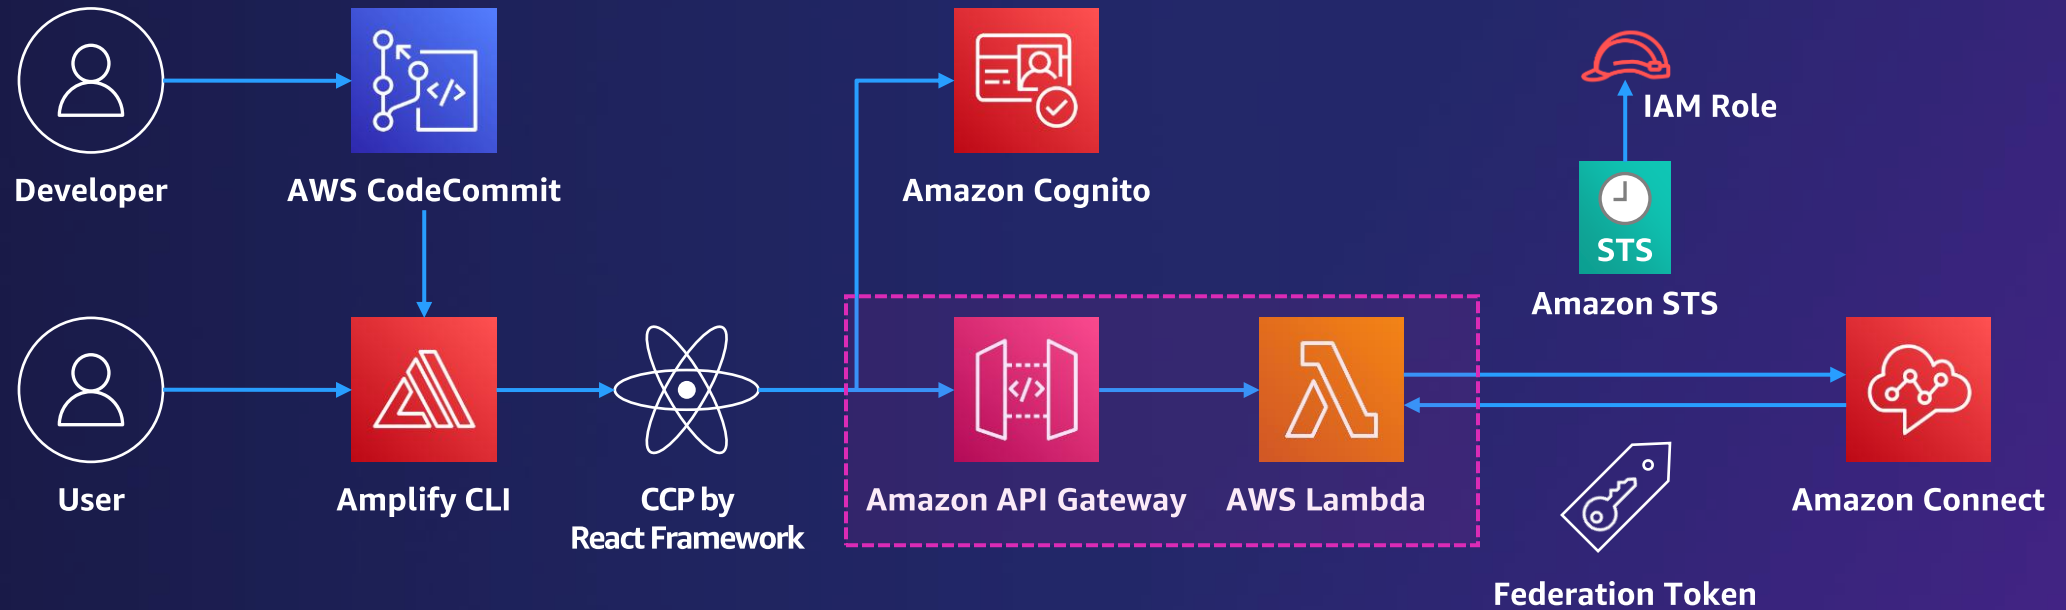 Developer
AWS CodeCommit
Amazon Cognito
IAM Role
STS
Amazon STS
User
Amplify CLI
CCP by
React Framework
</>
Amazon API Gateway
AWS Lambda
Amazon Connect
Federation Token